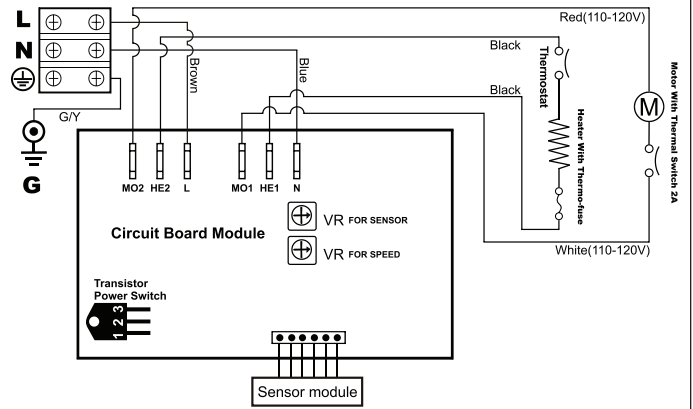 L
N
G/Y
G
Red(110-120V)
Black
Black
Brown
Blue
Thermostat
Heater With Thermo-fuse
M
Motor With Thermal Switch 2A
White(110-120V)
MO2 HE2 L MO1 HE1 N
VR FOR SENSOR
VR FOR SPEED
Circuit Board Module
Transistor
Power Switch
1 2 3
Sensor module